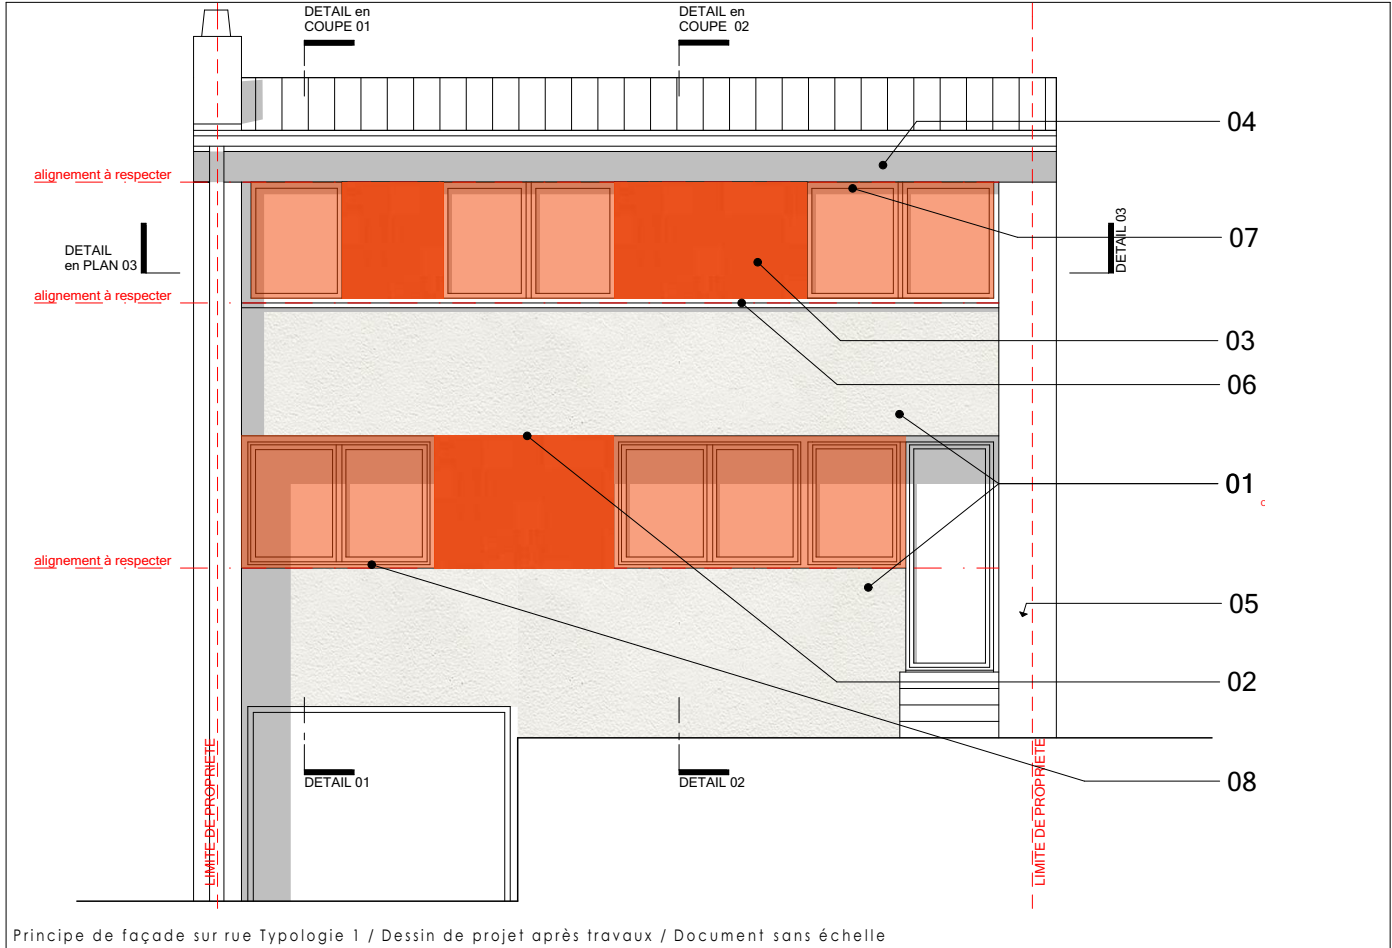 DETAIL en
COUPE 01
DETAIL en
COUPE 02
04
alignement à respecter
07
DETAIL
en PLAN 03
DETAIL 03
alignement à respecter
03
06
01
c
alignement à respecter
05
02
LIMITE DE PROPRIETE
DETAIL 01
DETAIL 02
LIMITE DE PROPRIETE
08
Principe de façade sur rue Typologie 1 / Dessin de projet après travaux / Document sans échelle